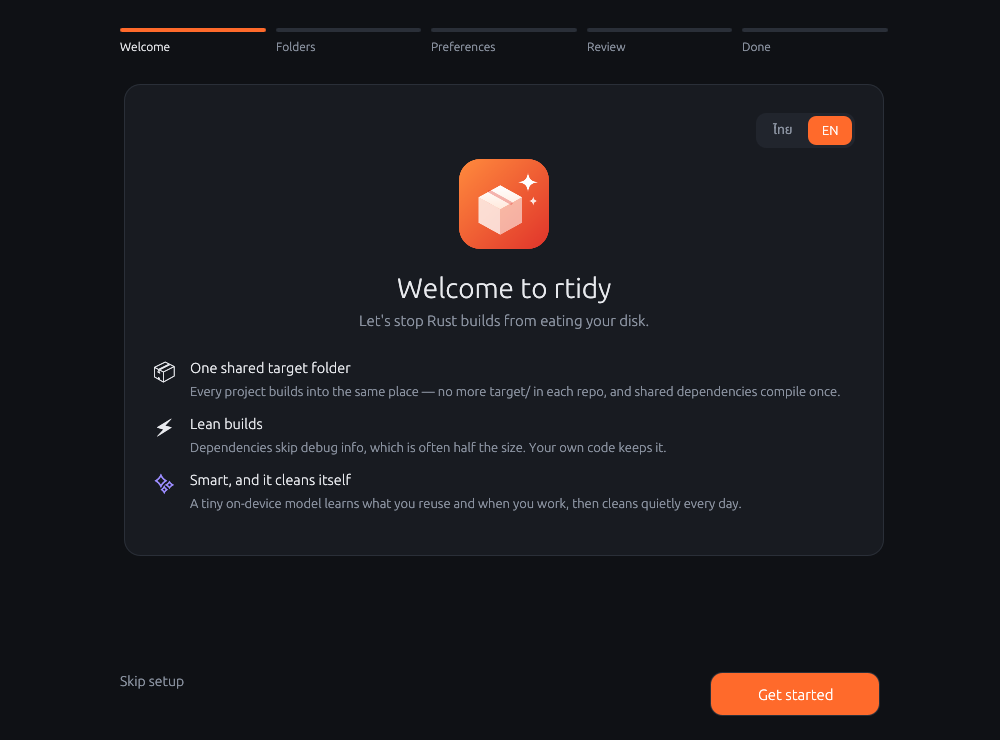 Welcome
Folders
Preferences
Review
Done
ไทย
EN
Welcome to rtidy
Let's stop Rust builds from eating your disk.
One shared target folder
Every project builds into the same place — no more target/ in each repo, and shared dependencies compile once.
Lean builds
Dependencies skip debug info, which is often half the size. Your own code keeps it.
Smart, and it cleans itself
A tiny on-device model learns what you reuse and when you work, then cleans quietly every day.
Skip setup
Get started